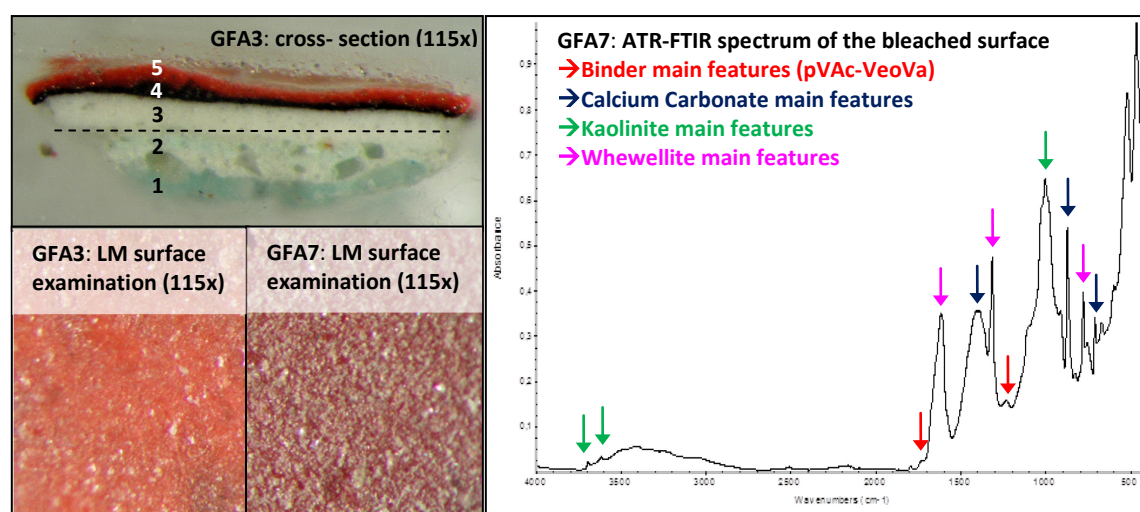 GFA3: cross- section (115x)
5
4
3
2
1
GFA3: LM surface
examination (115x)
GFA7: LM surface
examination (115x)
GFA7: ATR-FTIR spectrum of the bleached surface
→Binder main features (pVAc-VeoVa)
→Calcium Carbonate main features
→Kaolinite main features
→Whewellite main features
0.9
0.8
0.7
0.6
0.5
0.4
0.3
0.2
0.1
Absorbance
4000 3500 3000 2500 2000 1500 1000 500
Wavenumbers (cm-1)